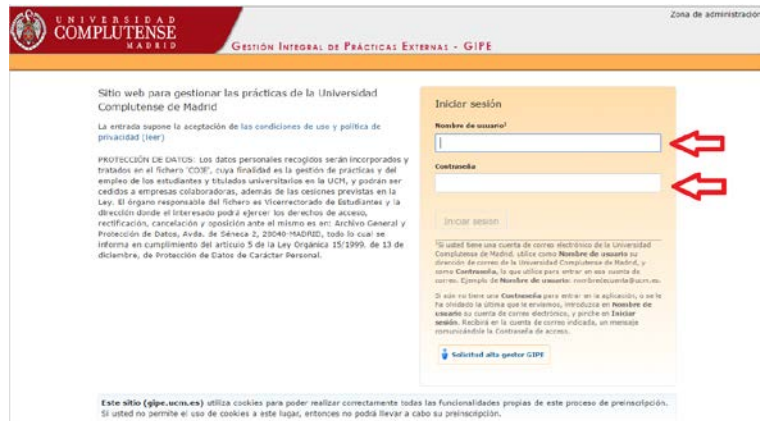 Zona de administración
UNIVERSIDAD
COMPLUTENSE
MADRID
GESTIÓN INTEGRAL DE PRÁCTICAS EXTERNAS - GIPE
Sitio web para gestionar las prácticas de la Universidad
Complutense de Madrid
La entrada supone la aceptación de las condiciones de uso y política de
privacidad (leer)
PROTECCIÓN DE DATOS: Los datos personales recogidos serán incorporados y
tratados en el fichero 'COIE', cuya finalidad es la gestión de prácticas y del
empleo de los estudiantes y titulados universitarios en la UCM, y podrán ser
cedidos a empresas colaboradoras, además de las cesiones previstas en la
Ley. El órgano responsable del fichero es Vicerrectorado de Estudiantes y la
dirección donde el interesado podrá ejercer los derechos de acceso,
rectificación, cancelación y oposición ante el mismo es en: Archivo General y
Protección de Datos, Avda. de Séneca 2, 28040-MADRID, todo lo cual se
informa en cumplimiento del artículo 5 de la Ley Orgánica 15/1999, de 13 de
diciembre, de Protección de Datos de Carácter Personal.
Iniciar sesión
Nombre de usuario¹
Contraseña
Iniciar sesión
¹Si usted tiene una cuenta de correo electrónico de la Universidad
Complutense de Madrid, utilice como Nombre de usuario su
dirección de correo de la Universidad Complutense de Madrid, y
como Contraseña, la que utilice para entrar en esa cuenta de
correo. Ejemplo de Nombre de usuario: nombredecuenta@ucm.es.
Si aún no tiene una Contraseña para entrar en la aplicación, o se le
ha olvidado la última que le enviamos, introduzca en Nombre de
usuario su cuenta de correo electrónico, y pinche en Iniciar
sesión. Recibirá en la cuenta de correo indicada, un mensaje
comunicándole la Contraseña de acceso.
Solicitud alta gestor GIPE
Este sitio (gipe.ucm.es) utiliza cookies para poder realizar correctamente todas las funcionalidades propias de este proceso de preinscripción.
Si usted no permite el uso de cookies a este lugar, entonces no podrá llevar a cabo su preinscripción.